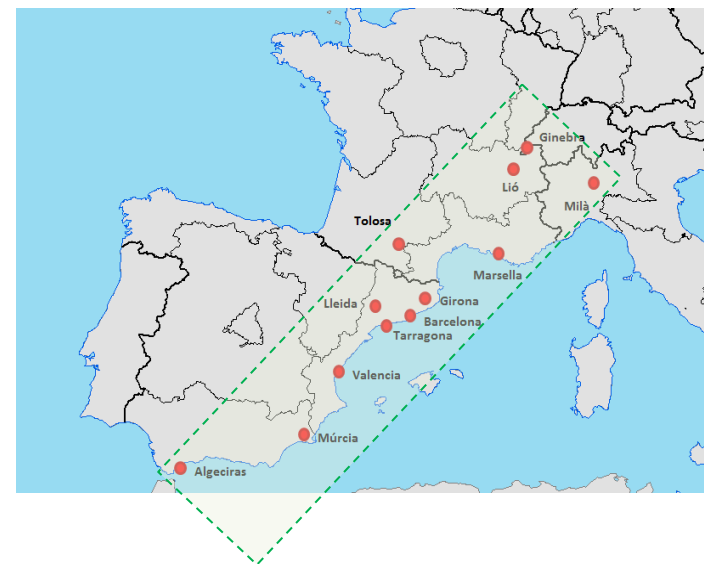 Ginebra
Lió
Milà
Tolosa
Marsella
Lleida
Girona
Barcelona
Tarragona
Valencia
Múrcia
Algeciras